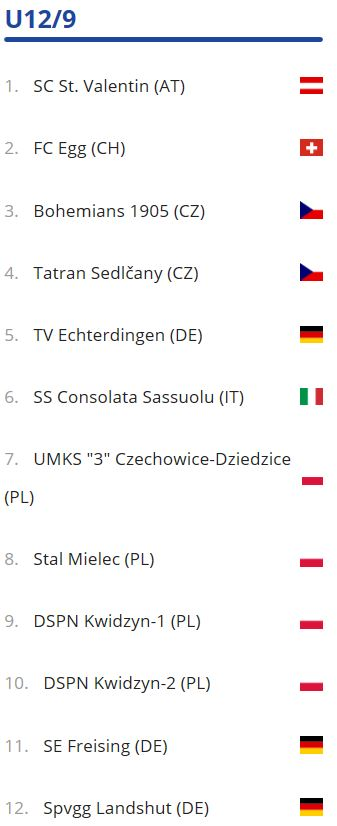 U12/9
1. SC St. Valentin (AT)
2. FC Egg (CH)
3. Bohemians 1905 (CZ)
4. Tatran Sedlčany (CZ)
5. TV Echterdingen (DE)
6. SS Consolata Sassuolu (IT)
7. UMKS "3" Czechowice-Dziedzice
(PL)
8. Stal Mielec (PL)
9. DSPN Kwidzyn-1 (PL)
10. DSPN Kwidzyn-2 (PL)
11. SE Freising (DE)
12. Spvgg Landshut (DE)